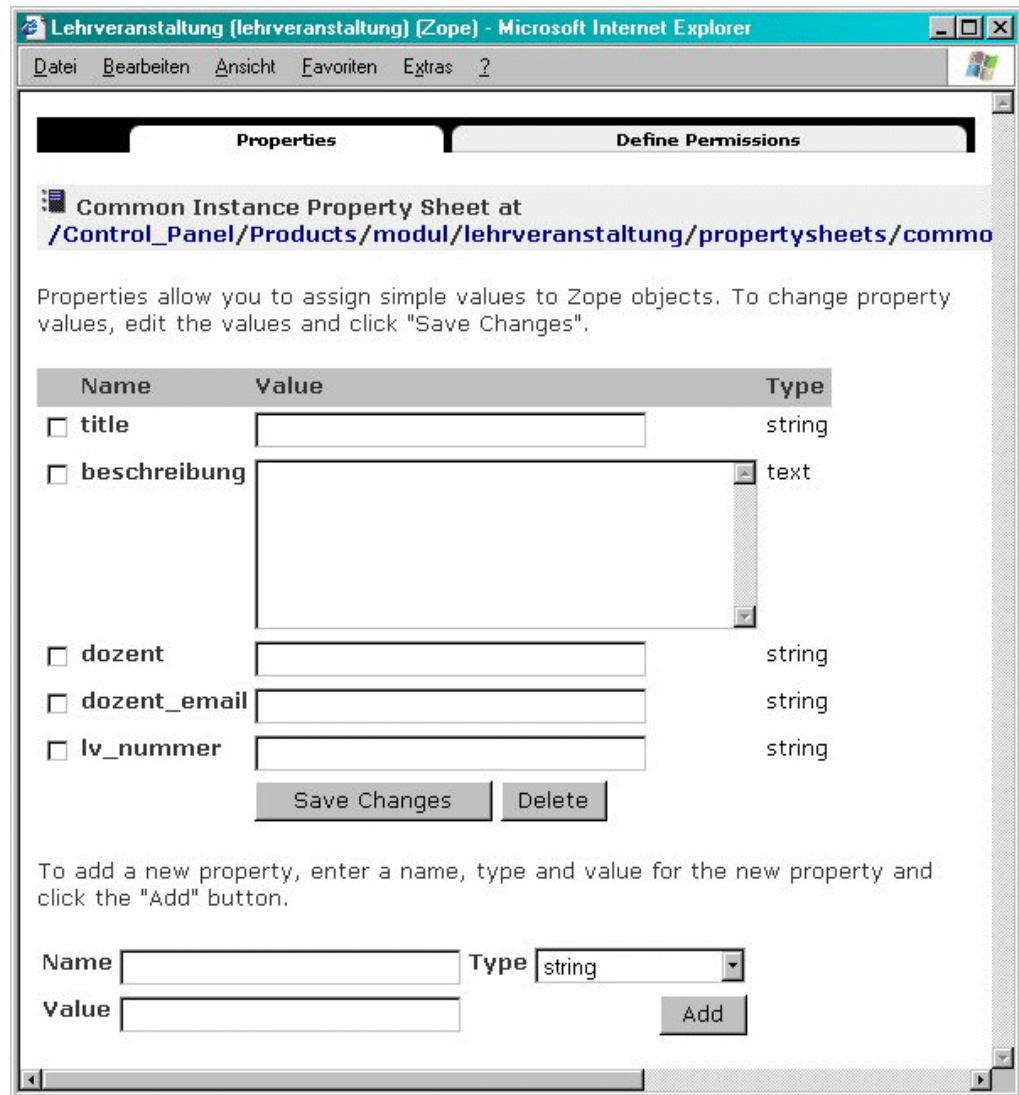 Lehrveranstaltung (lehrveranstaltung) (Zope) - Microsoft Internet Explorer
Datei Bearbeiten Ansicht Favoriten Extras ?
Properties Define Permissions
Common Instance Property Sheet at
/Control_Panel/Products/modul/lehrveranstaltung/propertysheets/commo
Properties allow you to assign simple values to Zope objects. To change property
values, edit the values and click "Save Changes".
Name Value Type
title string
beschreibung text
dozent string
dozent_email string
lv_nummer string
Save Changes Delete
To add a new property, enter a name, type and value for the new property and
click the "Add" button.
Name Type string
Value Add